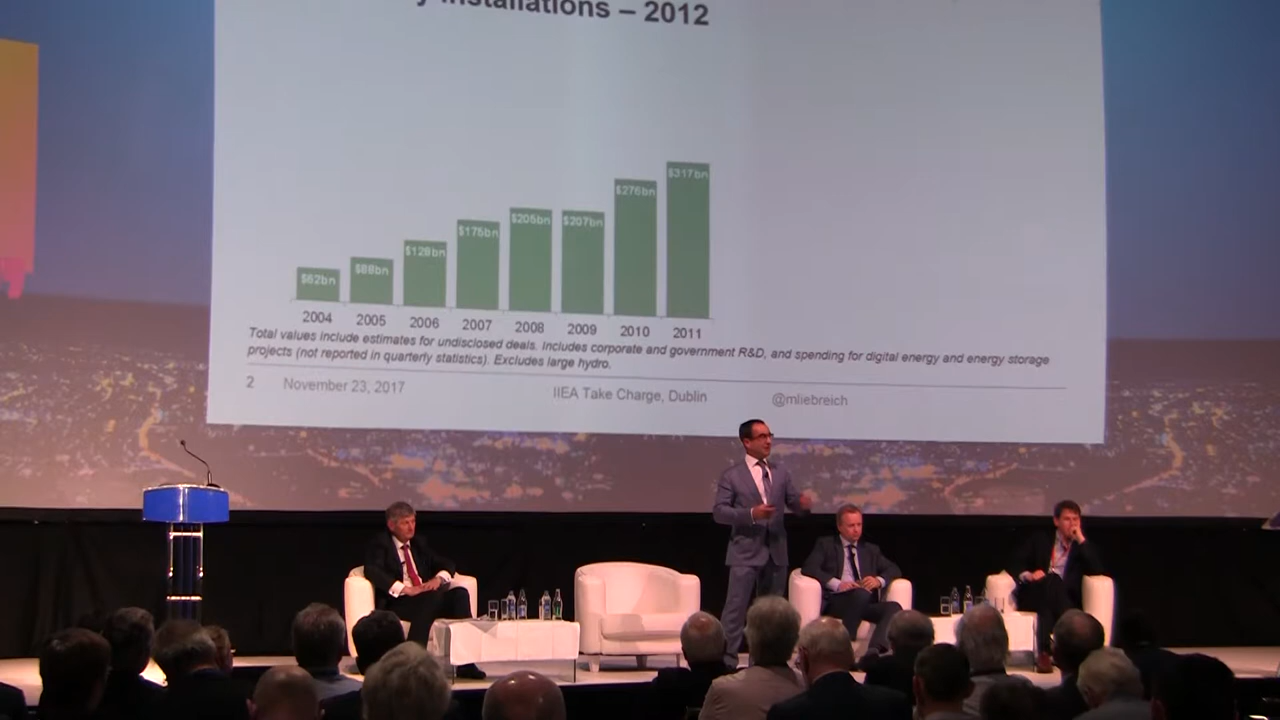 installations – 2012
$317bn
$276bn
$205bn
$207bn
$175bn
$129bn
$88bn
$62bn
2004 2005 2006 2007 2008 2009 2010 2011
Total values include estimates for undisclosed deals. Includes corporate and government R&D, and spending for digital energy and energy storage
projects (not reported in quarterly statistics). Excludes large hydro.
2 November 23, 2017 IIEA Take Charge, Dublin @mliebreich